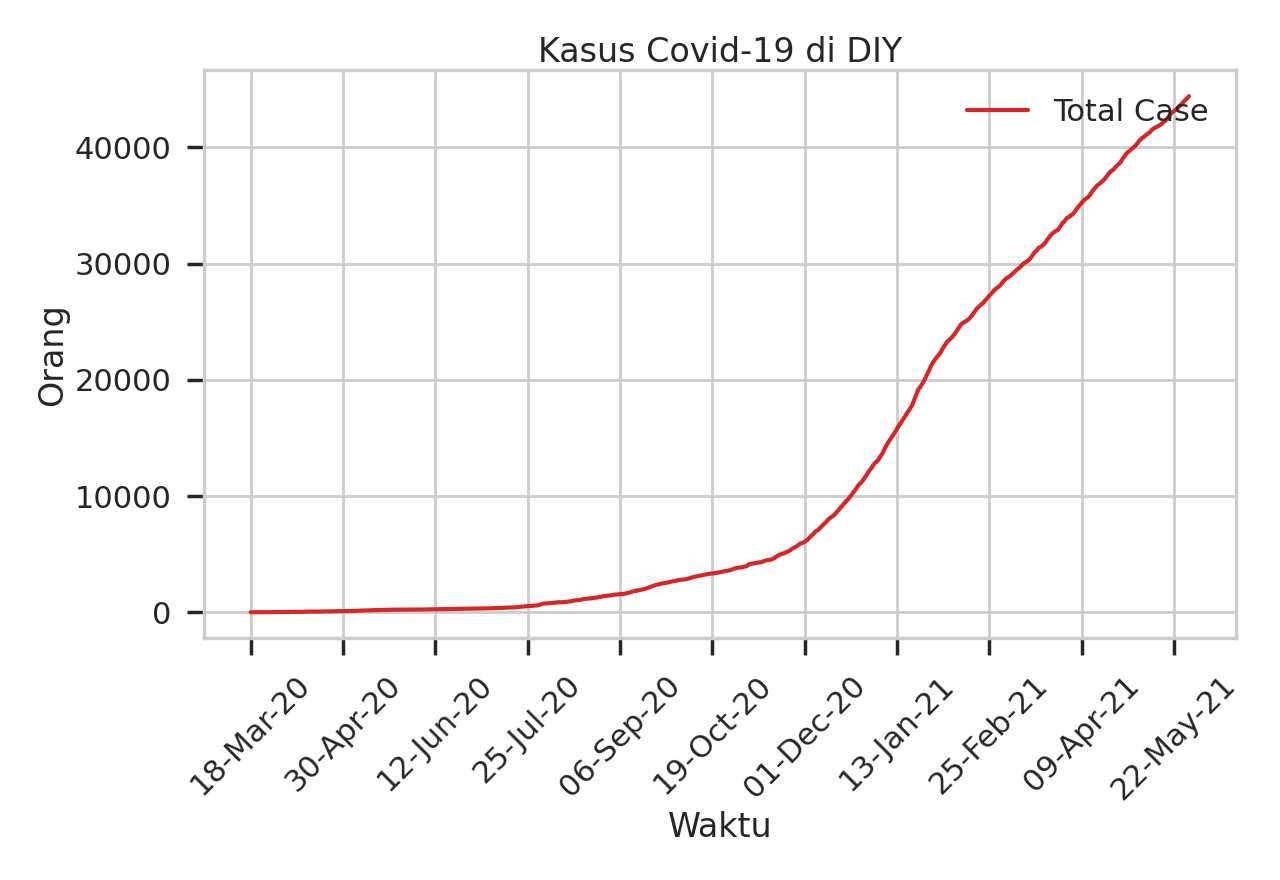 Kasus Covid-19 di DIY
Total Case
Orang
40000
30000
20000
10000
0
18-Mar-20
30-Apr-20
12-Jun-20
25-Jul-20
06-Sep-20
19-Oct-20
01-Dec-20
13-Jan-21
25-Feb-21
09-Apr-21
22-May-21
Waktu